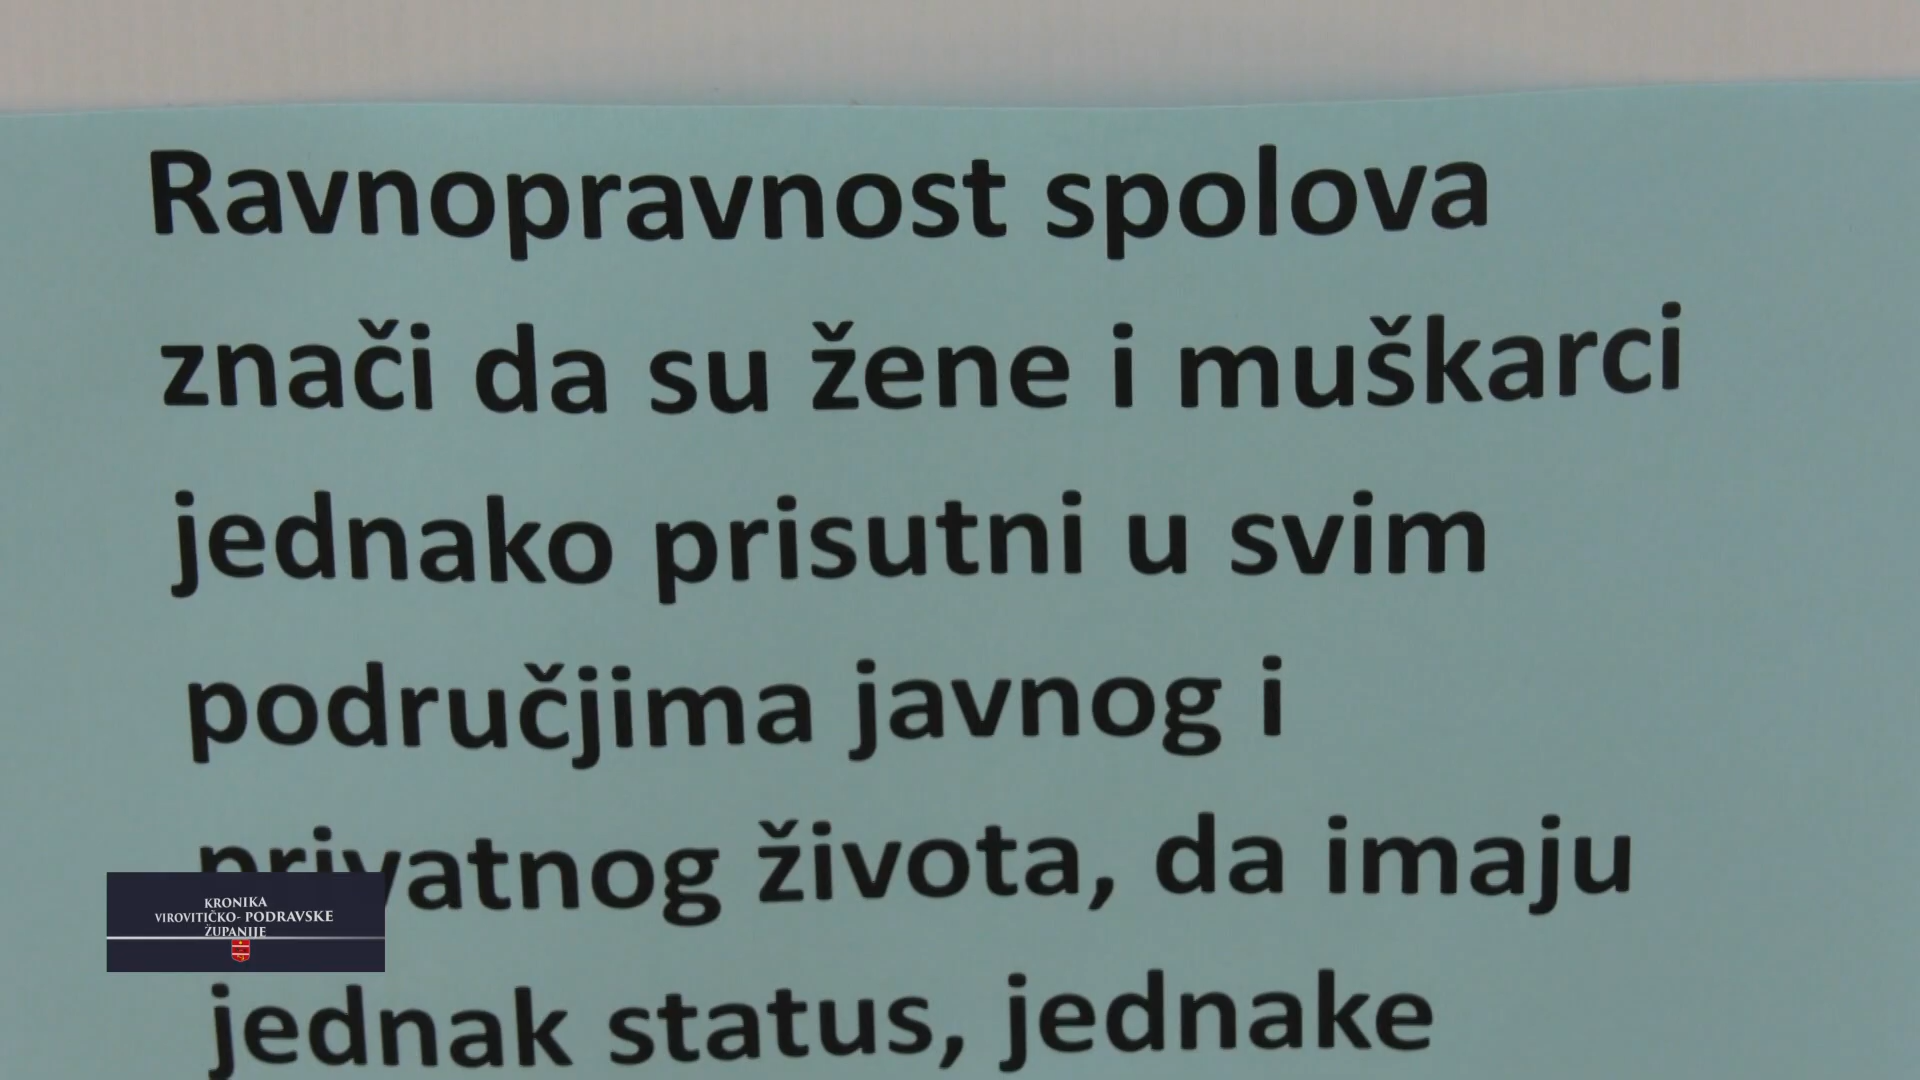 Ravnopravnost spolova
znači da su žene i muškarci
jednako prisutni u svim
područjima javnog i
privatnog života, da imaju
jednak status, jednake
KRONIKA
VIROVITIČKO- PODRAVSKE
ŽUPANIJE